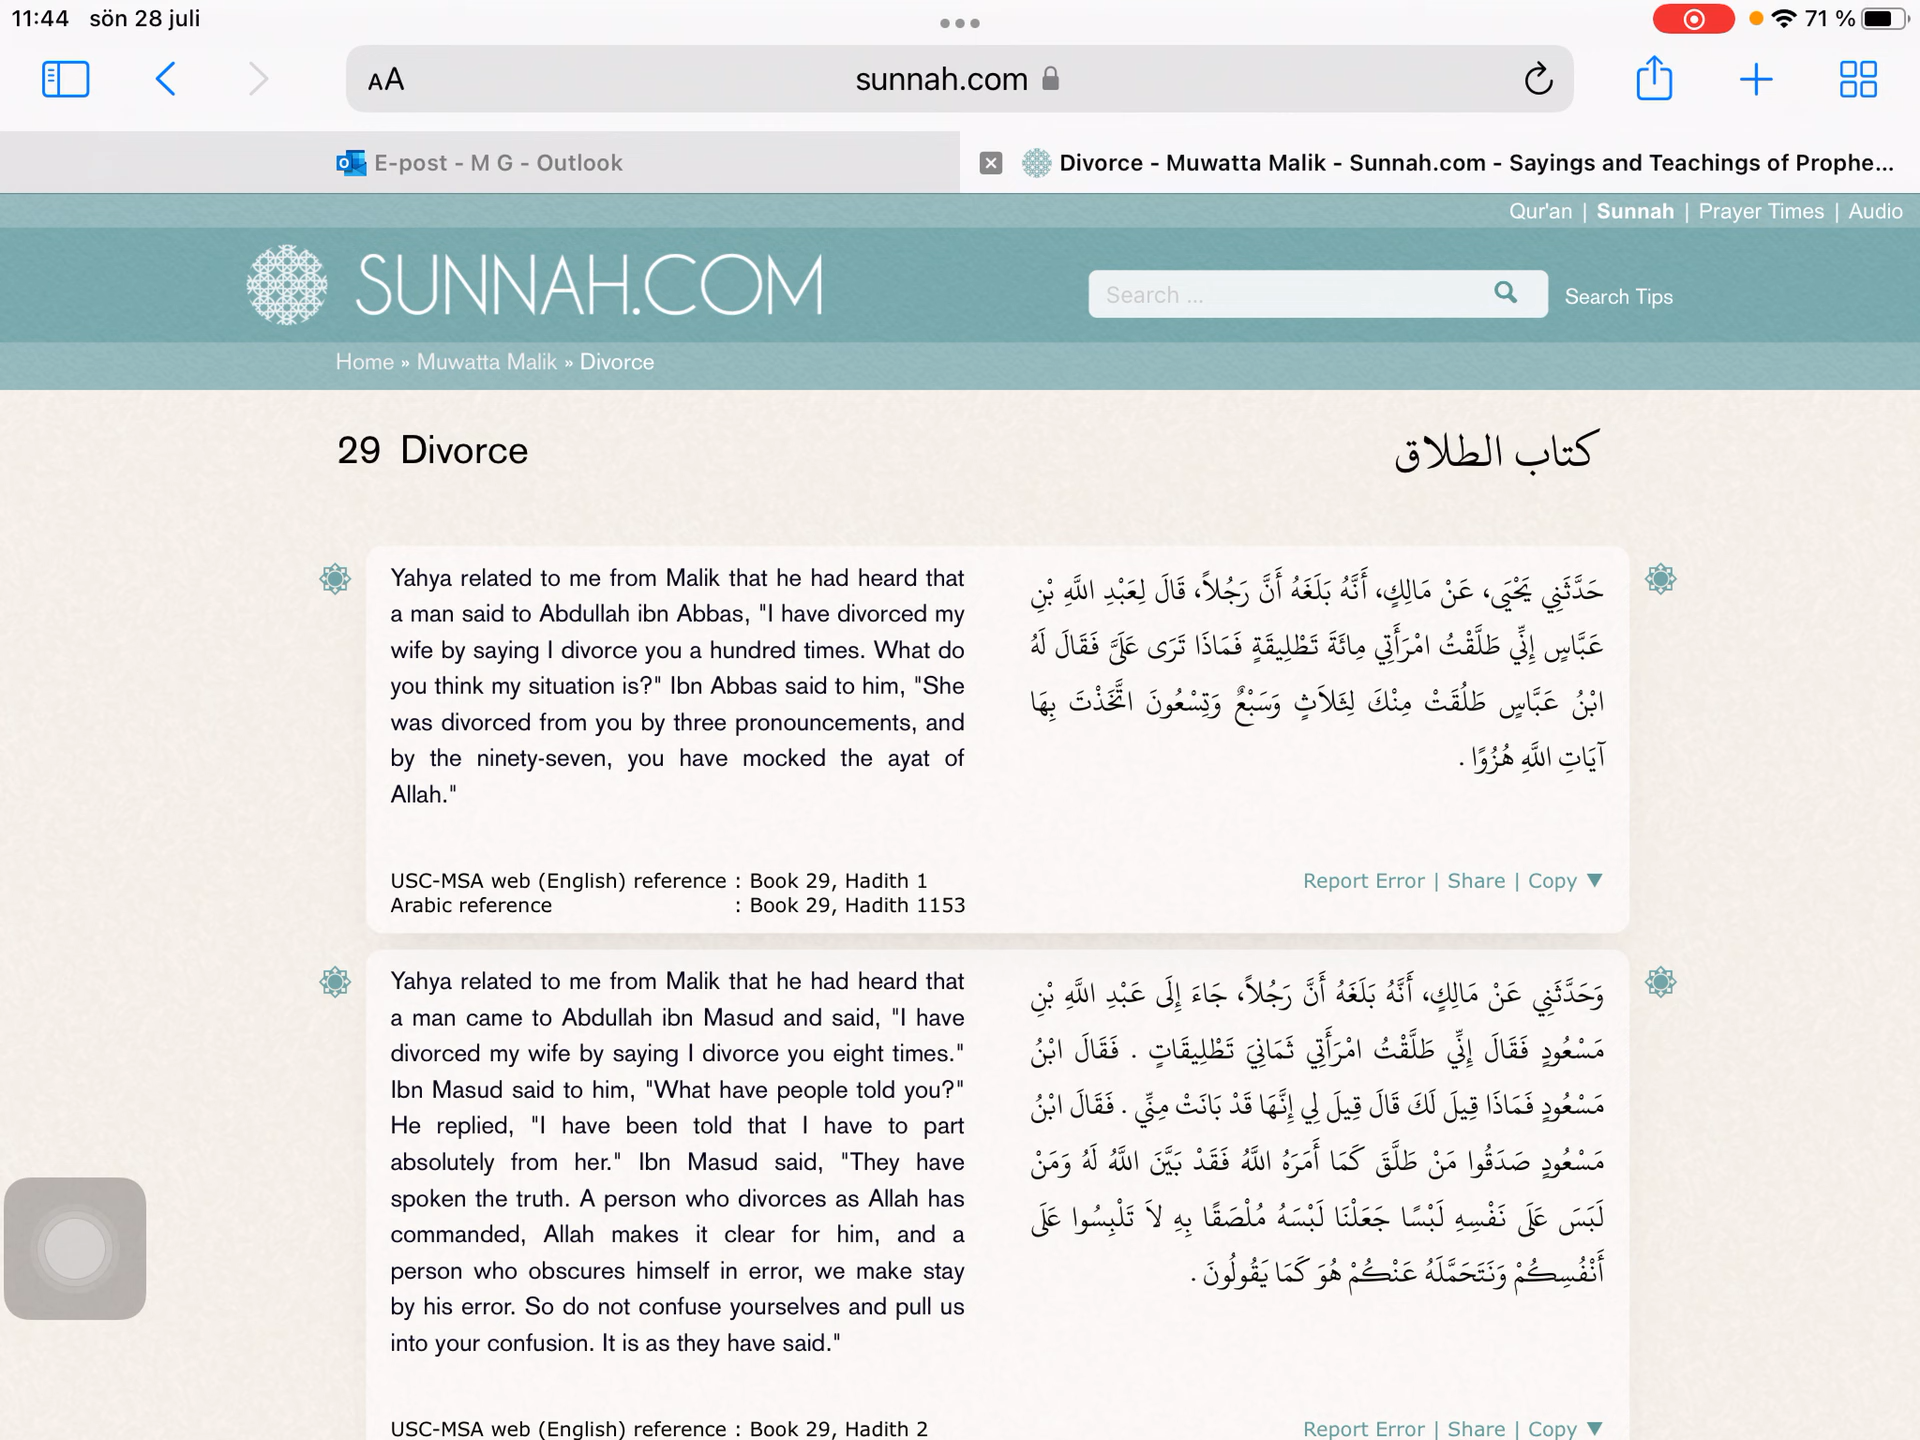 11:44 sön 28 juli
71 %
AA
sunnah.com
E-post - M G - Outlook
Divorce - Muwatta Malik - Sunnah.com - Sayings and Teachings of Prophe...
Qur'an | Sunnah | Prayer Times | Audio
SUNNAH.COM
Search ...
Search Tips
Home » Muwatta Malik » Divorce
29 Divorce
كتاب الطلاق
Yahya related to me from Malik that he had heard that
a man said to Abdullah ibn Abbas, "I have divorced my
wife by saying I divorce you a hundred times. What do
you think my situation is?" Ibn Abbas said to him, "She
was divorced from you by three pronouncements, and
by the ninety-seven, you have mocked the ayat of
Allah."
حَدَّثَنِي يَحْيَى، عَنْ مَالِكٍ، أَنَّهُ بَلَغَهُ أَنَّ رَجُلاً، قَالَ لِعَبْدِ اللَّهِ بْنِ
عَبَّاسٍ إِنِّي طَلَّقْتُ امْرَأَتِي مِائَةَ تَطْلِيقَةٍ فَمَاذَا تَرَى عَلَىَّ فَقَالَ لَهُ
ابْنُ عَبَّاسٍ طَلُقَتْ مِنْكَ لِثَلاَثٍ وَسَبْعٌ وَتِسْعُونَ اتَّخَذْتَ بِهَا
آيَاتِ اللَّهِ هُزُوًا ‏.‏
USC-MSA web (English) reference : Book 29, Hadith 1
Arabic reference : Book 29, Hadith 1153
Report Error | Share | Copy ▼
Yahya related to me from Malik that he had heard that
a man came to Abdullah ibn Masud and said, "I have
divorced my wife by saying I divorce you eight times."
Ibn Masud said to him, "What have people told you?"
He replied, "I have been told that I have to part
absolutely from her." Ibn Masud said, "They have
spoken the truth. A person who divorces as Allah has
commanded, Allah makes it clear for him, and a
person who obscures himself in error, we make stay
by his error. So do not confuse yourselves and pull us
into your confusion. It is as they have said."
وَحَدَّثَنِي عَنْ مَالِكٍ، أَنَّهُ بَلَغَهُ أَنَّ رَجُلاً، جَاءَ إِلَى عَبْدِ اللَّهِ بْنِ
مَسْعُودٍ فَقَالَ إِنِّي طَلَّقْتُ امْرَأَتِي ثَمَانِيَ تَطْلِيقَاتٍ ‏.‏ فَقَالَ ابْنُ
مَسْعُودٍ فَمَاذَا قِيلَ لَكَ قَالَ قِيلَ لِي إِنَّهَا قَدْ بَانَتْ مِنِّي ‏.‏ فَقَالَ ابْنُ
مَسْعُودٍ صَدَقُوا مَنْ طَلَّقَ كَمَا أَمَرَهُ اللَّهُ فَقَدْ بَيَّنَ اللَّهُ لَهُ وَمَنْ
لَبَسَ عَلَى نَفْسِهِ لَبْسًا جَعَلْنَا لَبْسَهُ مُلْصَقًا بِهِ لاَ تَلْبِسُوا عَلَى
أَنْفُسِكُمْ وَنَتَحَمَّلَهُ عَنْكُمْ هُوَ كَمَا يَقُولُونَ ‏.‏
USC-MSA web (English) reference : Book 29, Hadith 2
Report Error | Share | Copy ▼